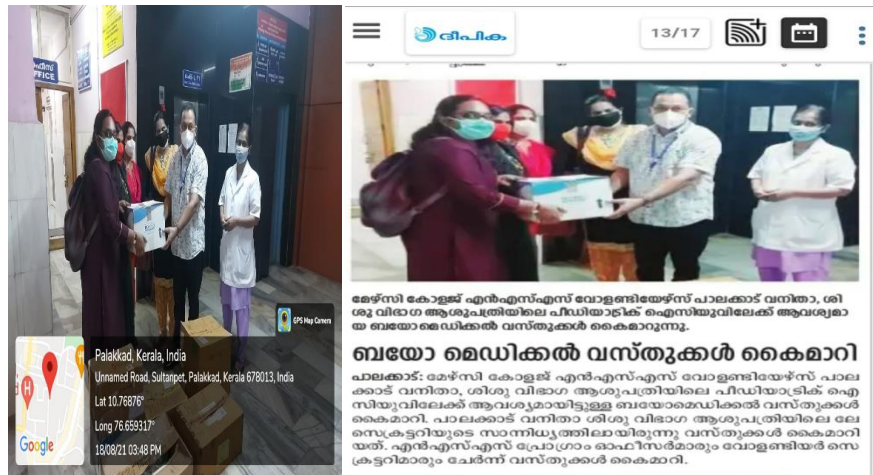 OFFICE
GPS Map Camera
Palakkad, Kerala, India
Unnamed Road, Sultanpet, Palakkad, Kerala 678013, India
Lat 10.76876°
Long 76.659317°
18/08/21 03:48 PM
Google
ദീപിക
13/17
മേഴ്സി കോളജ് എൻഎസ്എസ് വോളണ്ടിയേഴ്സ് പാലക്കാട് വനിതാ, ശി
ശു വിഭാഗ ആശുപത്രിയിലെ പീഡിയാട്രിക് ഐസിയുവിലേക്ക് ആവശ്യമാ
യ ബയോമെഡിക്കൽ വസ്തുക്കൾ കൈമാറുന്നു.
ബയോ മെഡിക്കൽ വസ്തുക്കൾ കൈമാറി
പാലക്കാട്: മേഴ്സി കോളജ് എൻഎസ്എസ് വോളണ്ടിയേഴ്സ് പാല
ക്കാട് വനിതാ, ശിശു വിഭാഗ ആശുപത്രിയിലെ പീഡിയാട്രിക് ഐ
സിയുവിലേക്ക് ആവശ്യമായിട്ടുള്ള ബയോമെഡിക്കൽ വസ്തുക്കൾ
കൈമാറി. പാലക്കാട് വനിതാ ശിശു വിഭാഗ ആശുപത്രിയിലെ ലേ
സെക്രട്ടറിയുടെ സാന്നിധ്യത്തിലായിരുന്നു വസ്തുക്കൾ കൈമാറി
യത്. എൻഎസ്എസ് പ്രോഗ്രാം ഓഫീസർമാരും വോളണ്ടിയർ സെ
ക്രട്ടറിമാരും ചേർന്ന് വസ്തുക്കൾ കൈമാറി.